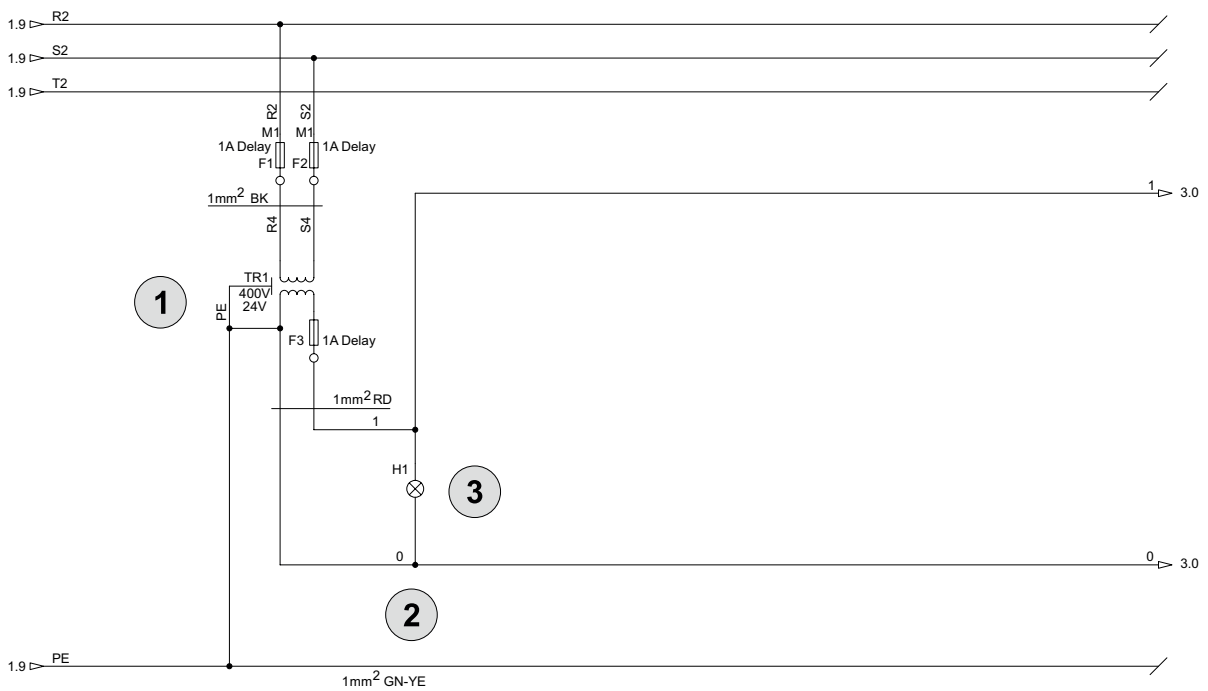 1.9 R2
1.9 S2
1.9 T2
R2 S2
M1 M1
1A Delay 1A Delay
F1 F2
1mm2 BK
1 3.0
R4 S4
TR1
400V
24V
1
PE
F3 1A Delay
1mm2 RD
1
H1
3
0
0 3.0
2
1.9 PE
1mm2 GN-YE